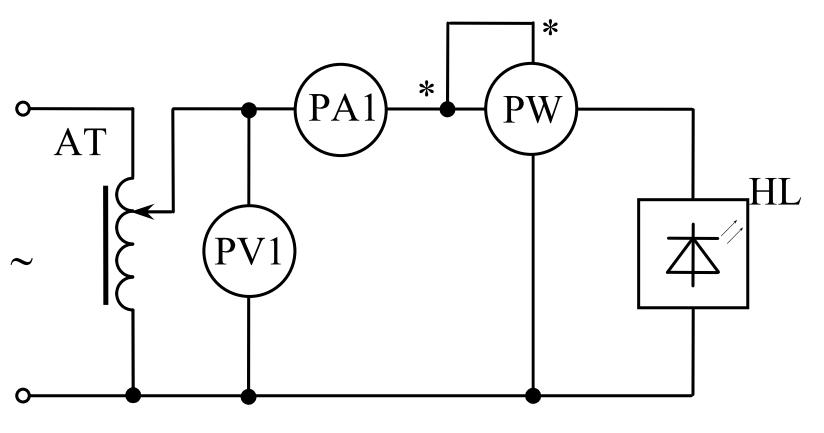 *
*
PA1
PW
AT
HL
PV1
~